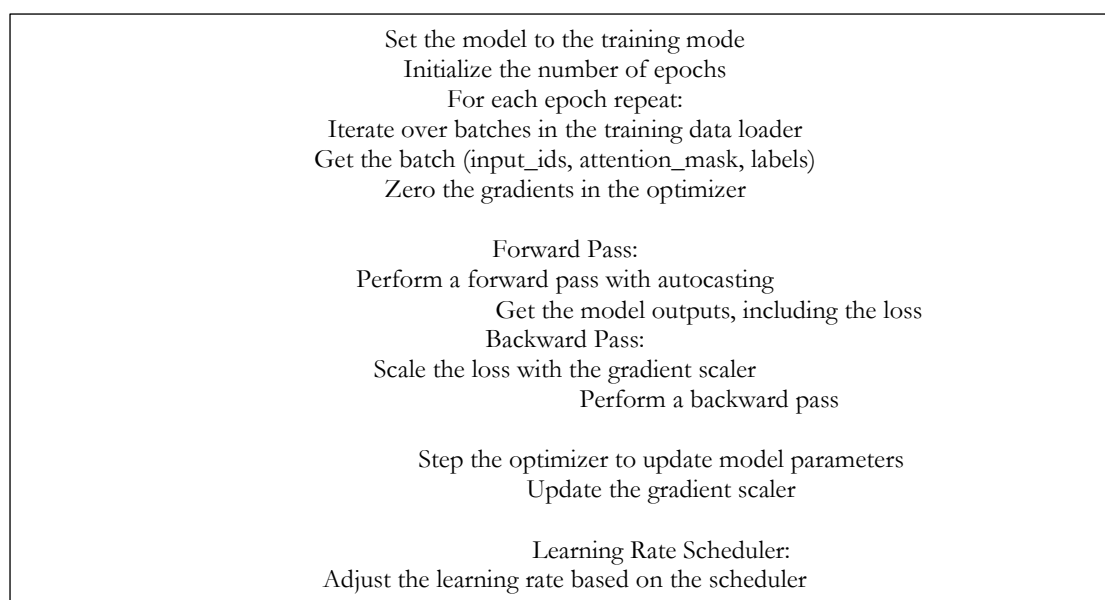 Set the model to the training mode
Initialize the number of epochs
For each epoch repeat:
Iterate over batches in the training data loader
Get the batch (input_ids, attention_mask, labels)
Zero the gradients in the optimizer
Forward Pass:
Perform a forward pass with autocasting
Get the model outputs, including the loss
Backward Pass:
Scale the loss with the gradient scaler
Perform a backward pass
Step the optimizer to update model parameters
Update the gradient scaler
Learning Rate Scheduler:
Adjust the learning rate based on the scheduler